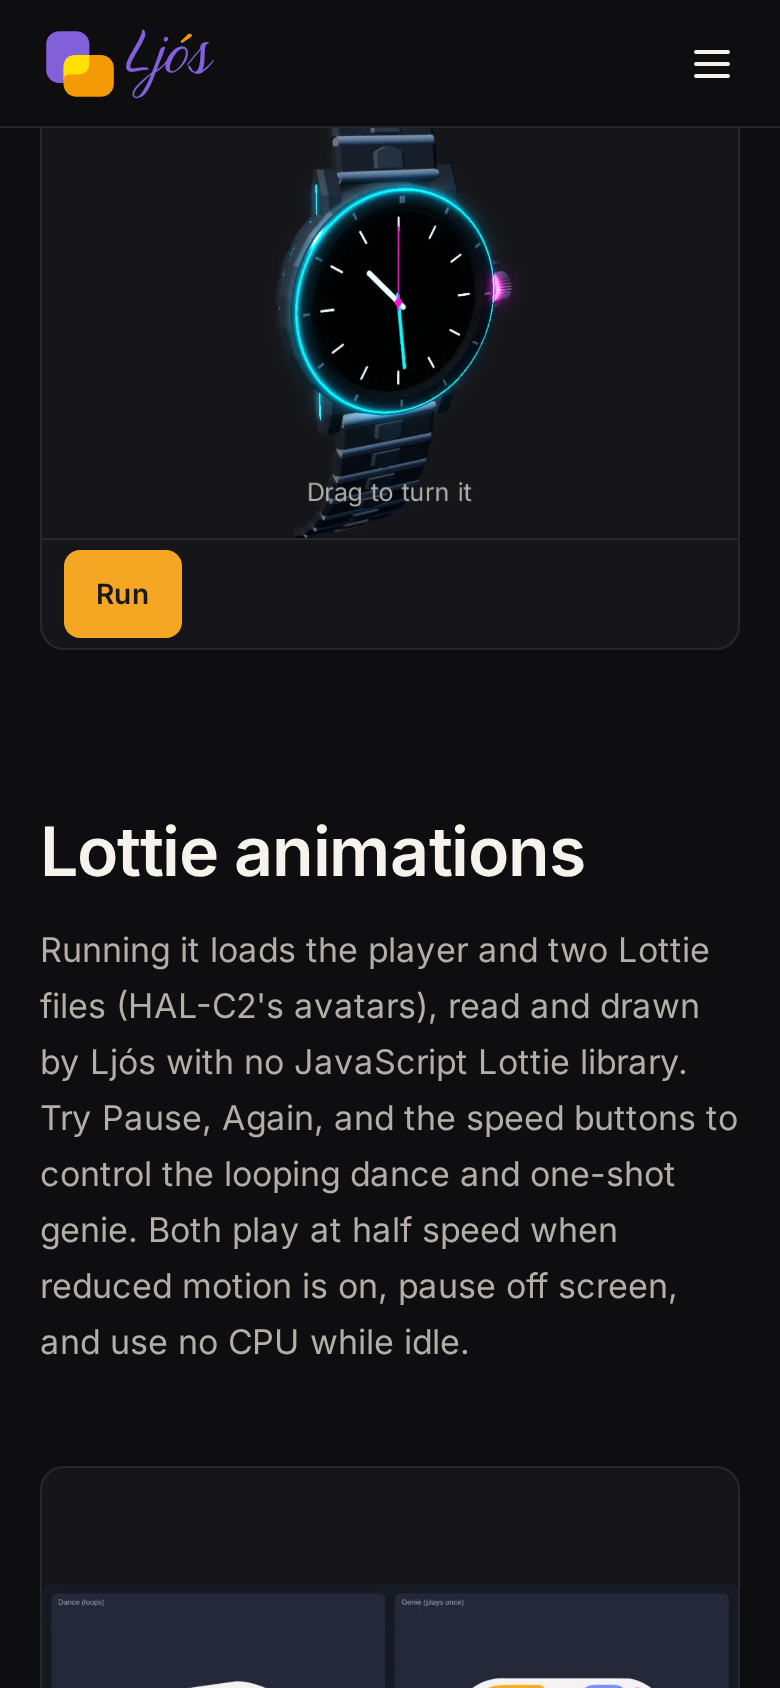 Ljós
Drag to turn it
Run
Lottie animations
Running it loads the player and two Lottie
files (HAL-C2's avatars), read and drawn
by Ljós with no JavaScript Lottie library.
Try Pause, Again, and the speed buttons to
control the looping dance and one-shot
genie. Both play at half speed when
reduced motion is on, pause off screen,
and use no CPU while idle.
Dance (loops)
Genie (plays once)